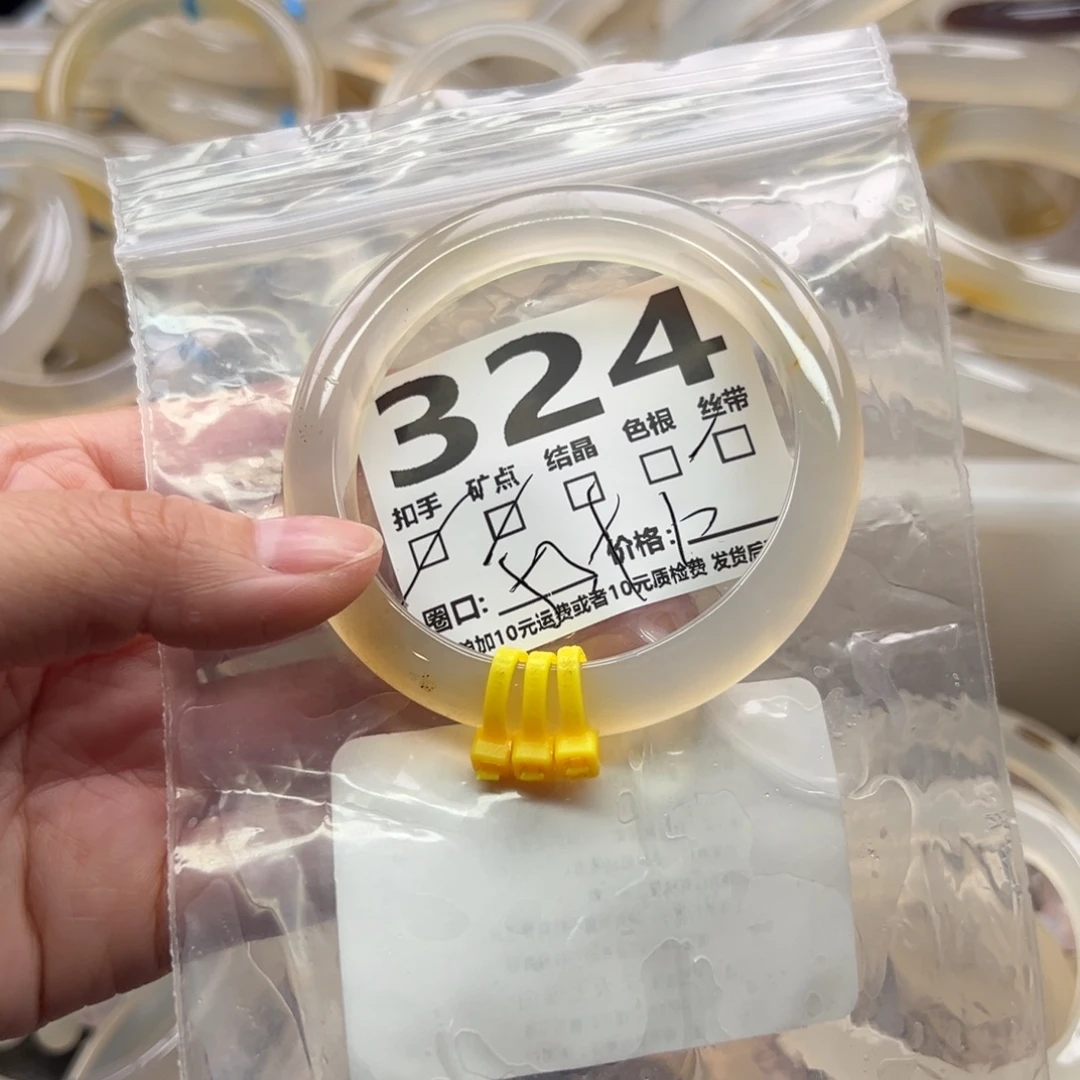 324
扣手 矿点 结晶 色根 丝带
圈口: 价格:
加10元运费或者10元质检费 发货后